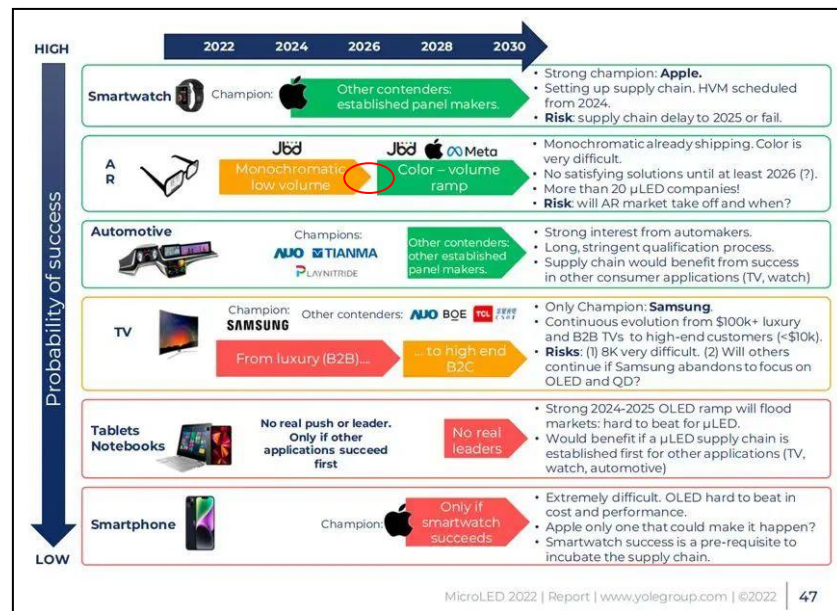 HIGH
2022 2024 2026 2028 2030
Probability of success
LOW
Smartwatch
Champion:
Other contenders:
established panel makers.
• Strong champion: Apple.
• Setting up supply chain. HVM scheduled
from 2024.
• Risk: supply chain delay to 2025 or fail.
A
R
Jbd
Monochromatic
low volume
Jbd Meta
Color – volume
ramp
• Monochromatic already shipping. Color is
very difficult.
• No satisfying solutions until at least 2026 (?).
• More than 20 µLED companies!
• Risk: will AR market take off and when?
Automotive
Champions:
AUO TIANMA
PLAYNITRIDE
Other contenders:
other established
panel makers.
• Strong interest from automakers.
• Long, stringent qualification process.
• Supply chain would benefit from success
in other consumer applications (TV, watch)
TV
Champion:
SAMSUNG
Other contenders: AUO BOE TCL CSOT
From luxury (B2B)....
... to high end
B2C
• Only Champion: Samsung.
• Continuous evolution from $100k+ luxury
and B2B TVs to high-end customers (<$10k).
• Risks: (1) 8K very difficult. (2) Will others
continue if Samsung abandons to focus on
OLED and QD?
Tablets
Notebooks
No real push or leader.
Only if other
applications succeed
first
No real
leaders
• Strong 2024-2025 OLED ramp will flood
markets: hard to beat for µLED.
• Would benefit if a µLED supply chain is
established first for other applications (TV,
watch, automotive)
Smartphone
Champion:
Only if
smartwatch
succeeds
• Extremely difficult. OLED hard to beat in
cost and performance.
• Apple only one that could make it happen?
• Smartwatch success is a pre-requisite to
incubate the supply chain.
MicroLED 2022 | Report | www.yolegroup.com | ©2022 | 47